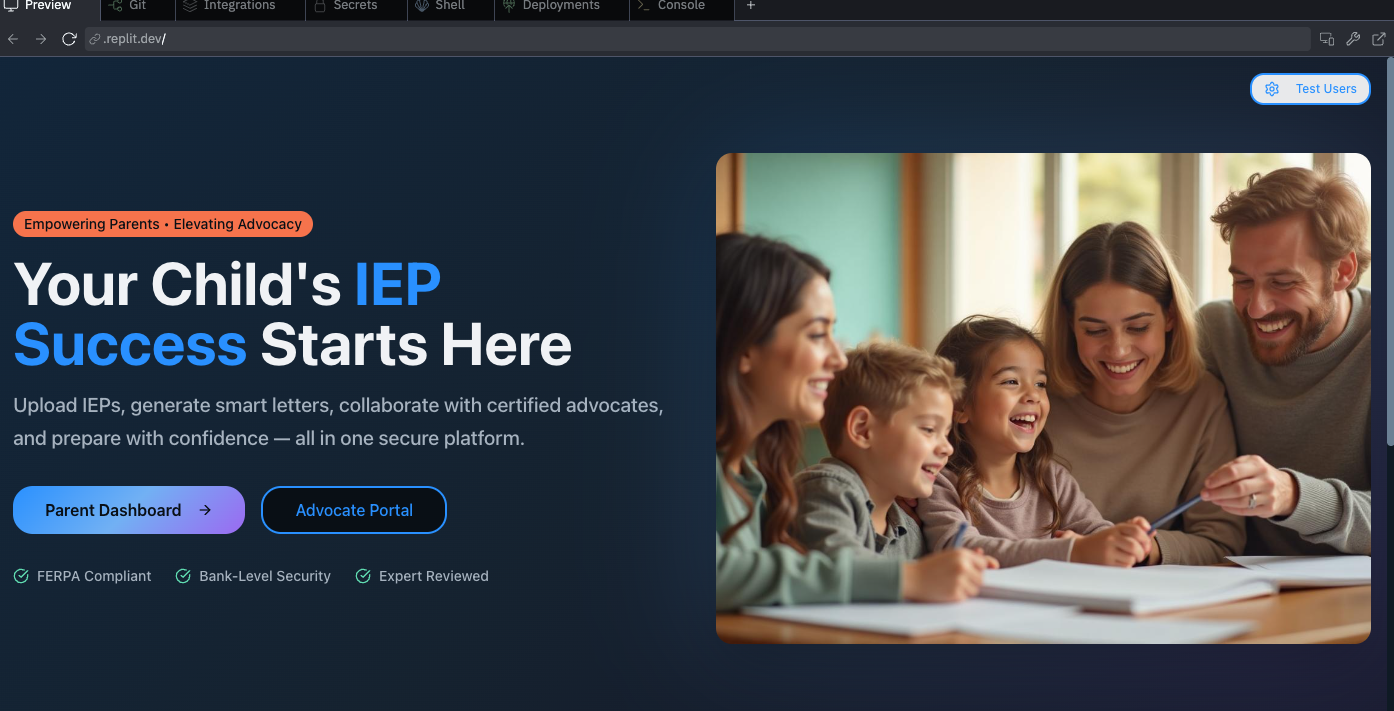 Preview Git Integrations Secrets Shell Deployments Console +
.replit.dev/
Test Users
Empowering Parents • Elevating Advocacy
Your Child's IEP
Success Starts Here
Upload IEPs, generate smart letters, collaborate with certified advocates,
and prepare with confidence — all in one secure platform.
Parent Dashboard → Advocate Portal
FERPA Compliant Bank-Level Security Expert Reviewed